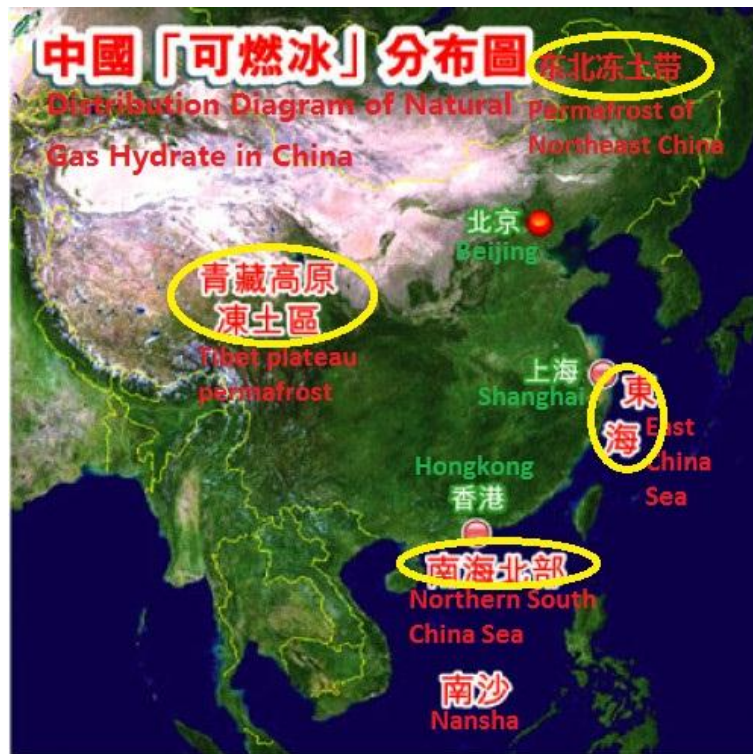 中國「可燃冰」分布圖
Distribution Diagram of Natural
Gas Hydrate in China
东北冻土带
Permafrost of
Northeast China
北京
Beijing
青藏高原
凍土區
Tibet plateau
permafrost
上海
Shanghai
東
海
East
China
Sea
Hongkong
香港
南海北部
Northern South
China Sea
南沙
Nansha